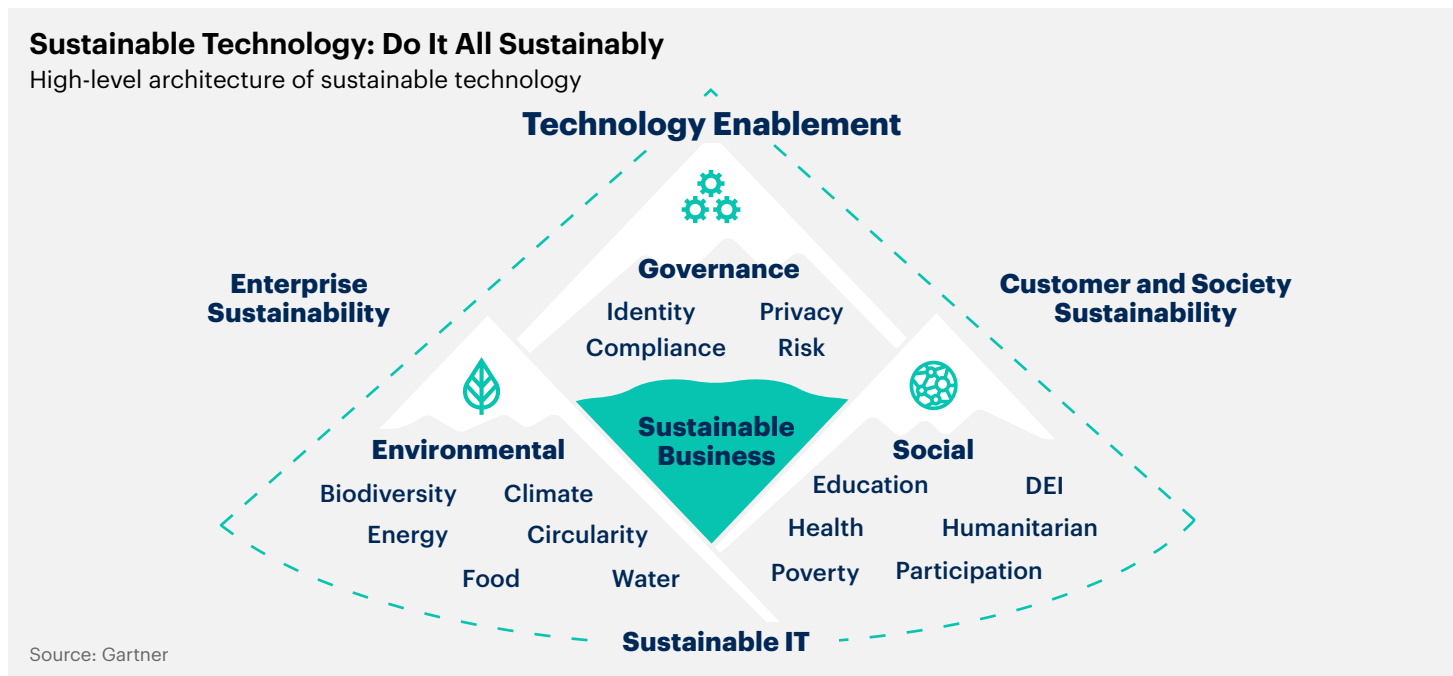 Sustainable Technology: Do It All Sustainably
High-level architecture of sustainable technology
Technology Enablement
Enterprise
Sustainability
Customer and Society
Sustainability
Governance
Identity Privacy
Compliance Risk
Sustainable
Business
Environmental
Biodiversity Climate
Energy Circularity
Food Water
Social
Education DEI
Health Humanitarian
Poverty Participation
Sustainable IT
Source: Gartner